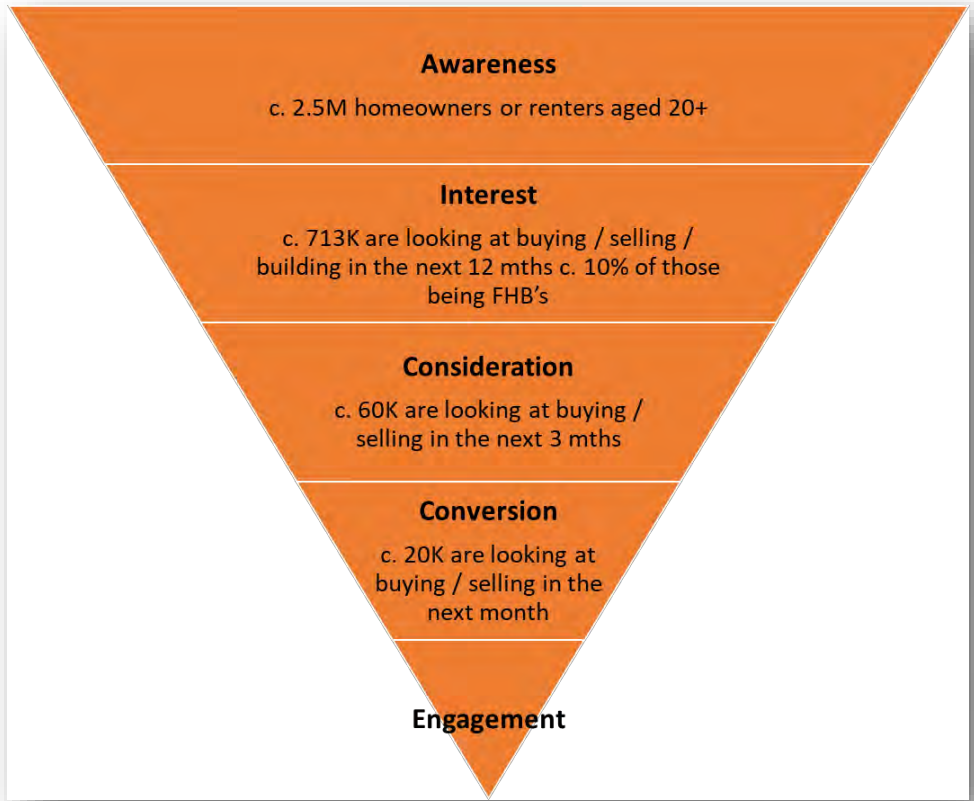 Awareness
c. 2.5M homeowners or renters aged 20+
Interest
c. 713K are looking at buying / selling /
building in the next 12 mths c. 10% of those
being FHB’s
Consideration
c. 60K are looking at buying /
selling in the next 3 mths
Conversion
c. 20K are looking at
buying / selling in the
next month
Engagement